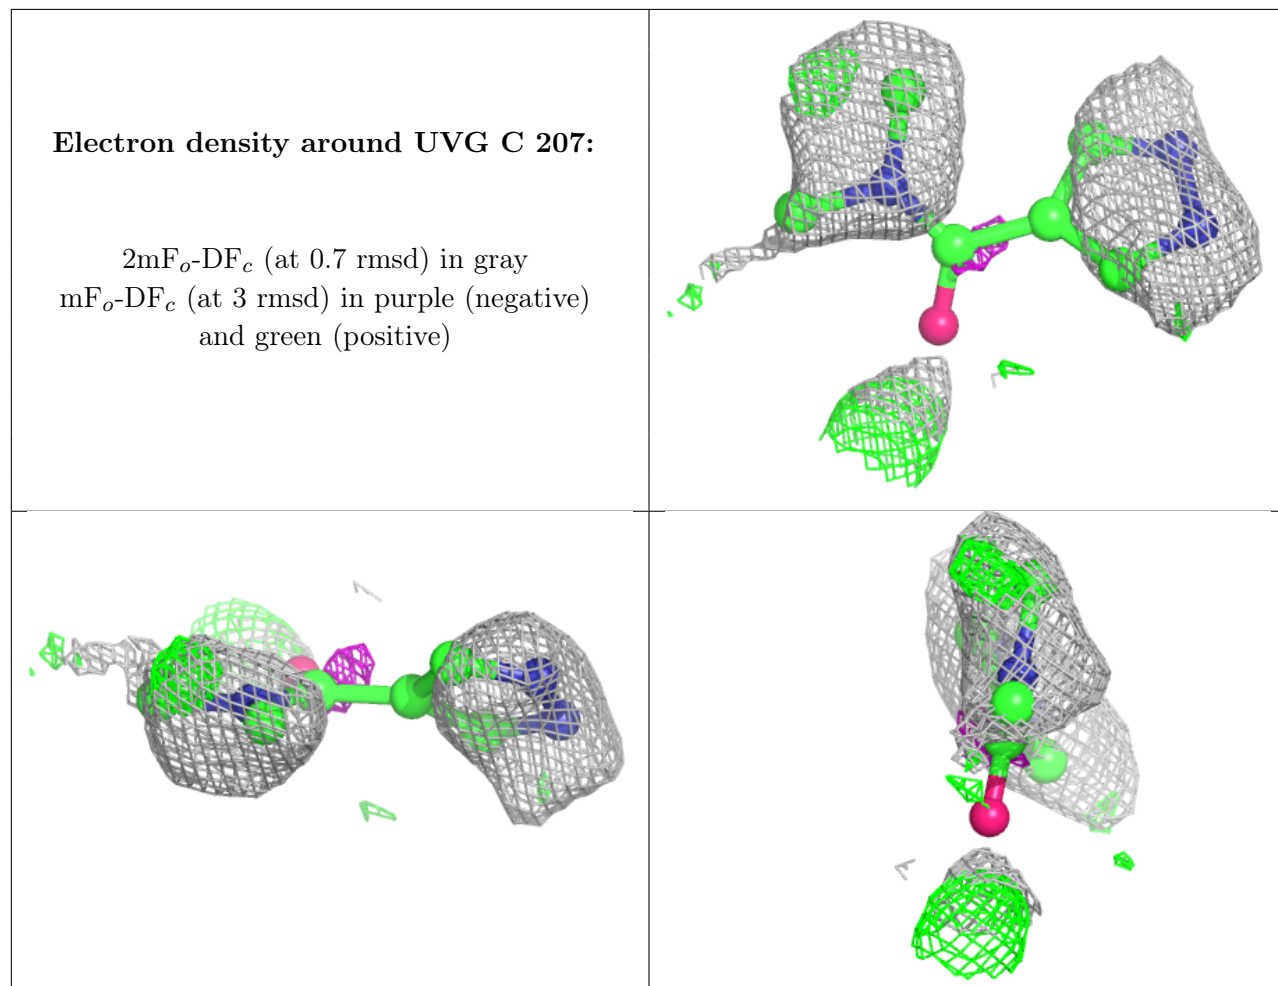 Electron density around UVG C 207:
2mFo-DFc (at 0.7 rmsd) in gray
mFo-DFc (at 3 rmsd) in purple (negative)
and green (positive)